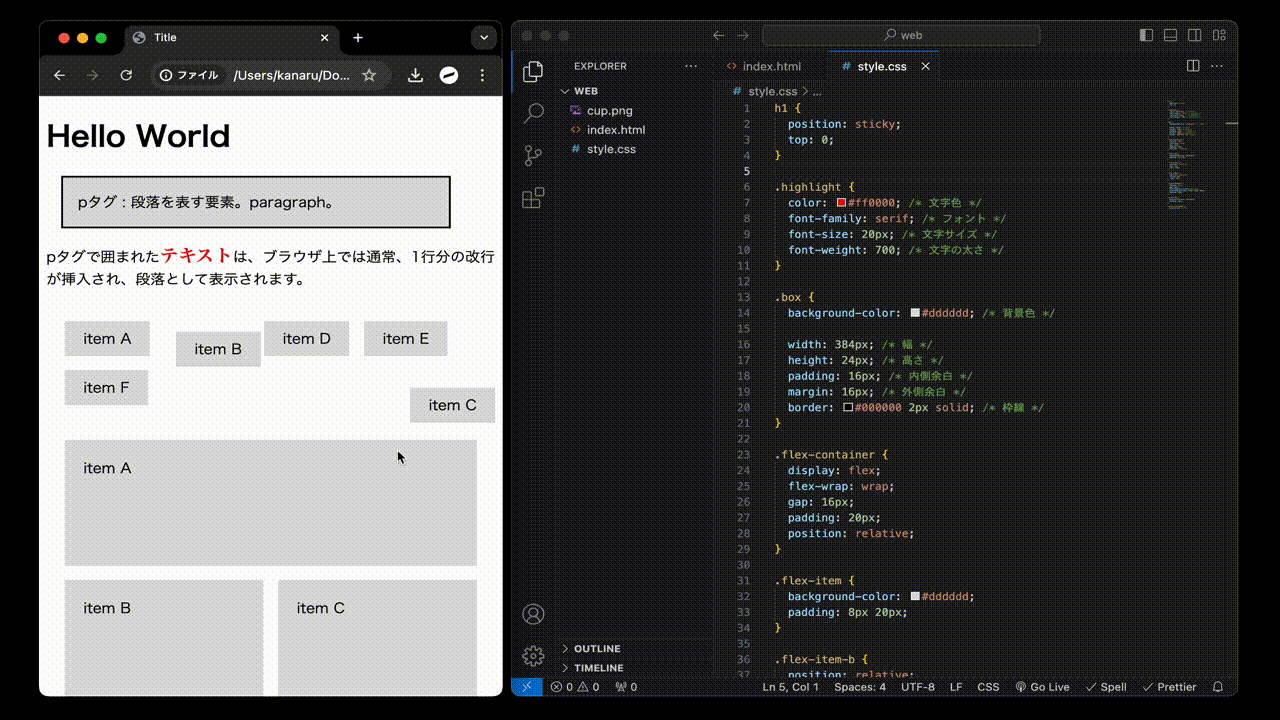 Title
ファイル /Users/kanaru/Do...
Hello World
pタグ：段落を表す要素。paragraph。
pタグで囲まれたテキストは、ブラウザ上では通常、1行分の改行
が挿入され、段落として表示されます。
item A
item B
item D
item E
item F
item C
item A
item B
item C
web
EXPLORER
WEB
cup.png
index.html
style.css
OUTLINE
TIMELINE
index.html
style.css
style.css > ...
1 h1 {
2 position: sticky;
3 top: 0;
4 }
5
6 .highlight {
7 color: #ff0000; /* 文字色 */
8 font-family: serif; /* フォント */
9 font-size: 20px; /* 文字サイズ */
10 font-weight: 700; /* 文字の太さ */
11 }
12
13 .box {
14 background-color: #dddddd; /* 背景色 */
15
16 width: 384px; /* 幅 */
17 height: 24px; /* 高さ */
18 padding: 16px; /* 内側余白 */
19 margin: 16px; /* 外側余白 */
20 border: #000000 2px solid; /* 枠線 */
21 }
22
23 .flex-container {
24 display: flex;
25 flex-wrap: wrap;
26 gap: 16px;
27 padding: 20px;
28 position: relative;
29 }
30
31 .flex-item {
32 background-color: #dddddd;
33 padding: 8px 20px;
34 }
35
36 .flex-item-b {
37 position: relative;
0 0 0
Ln 5, Col 1
Spaces: 4
UTF-8
LF
CSS
Go Live
Spell
Prettier